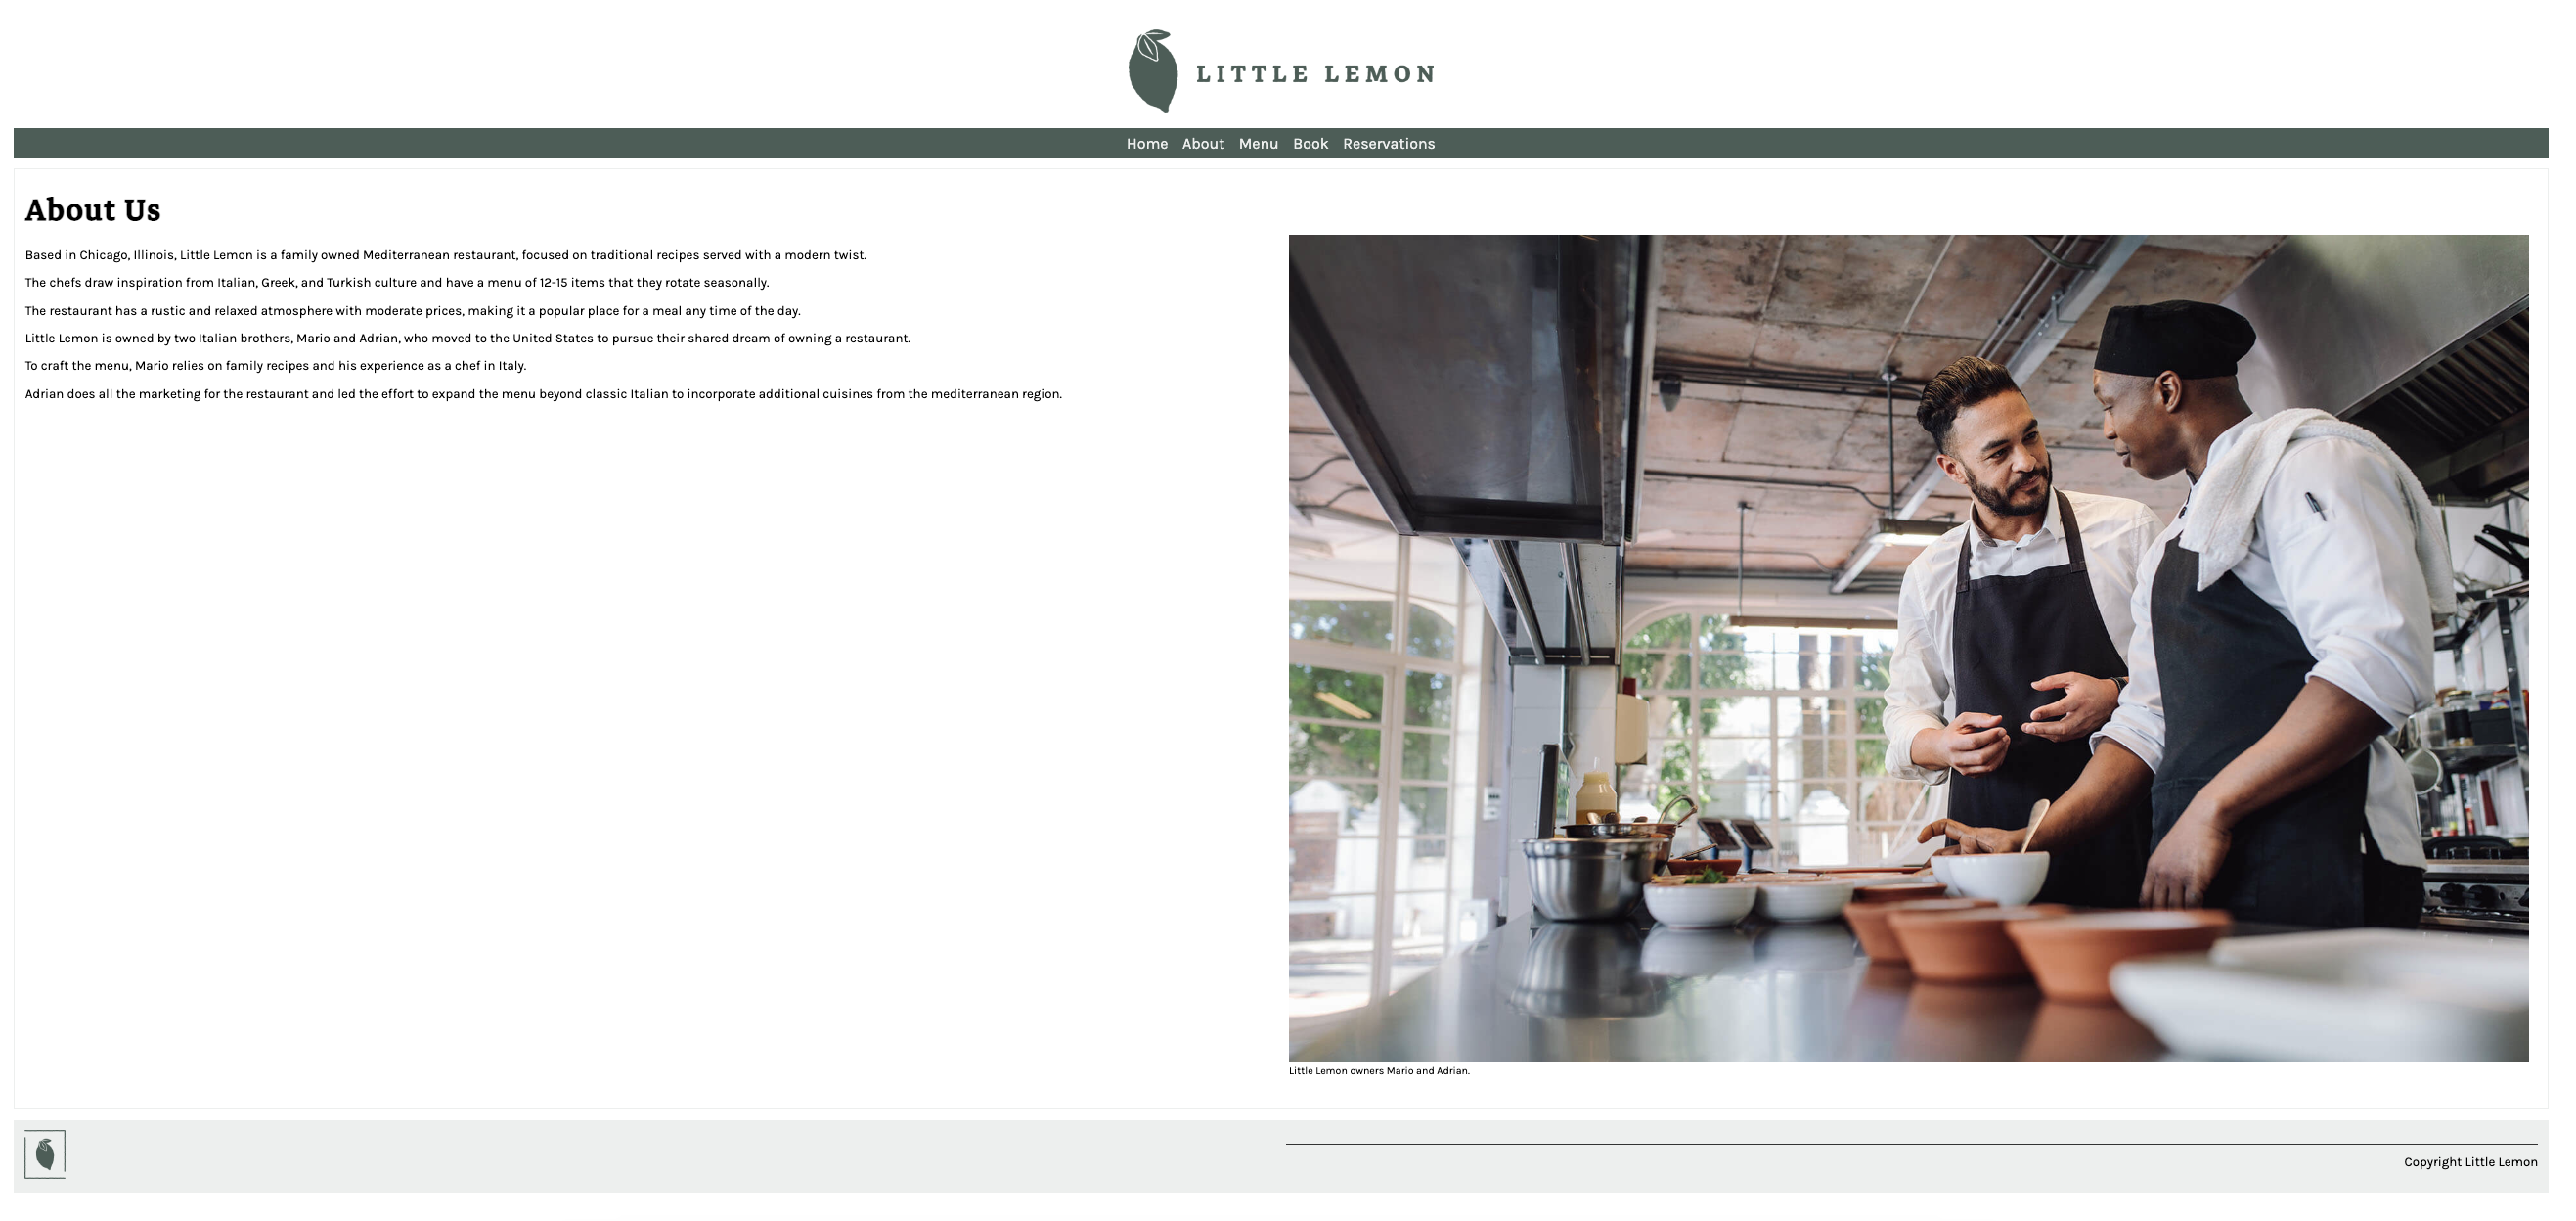 LITTLE LEMON
Home About Menu Book Reservations
About Us
Based in Chicago, Illinois, Little Lemon is a family owned Mediterranean restaurant, focused on traditional recipes served with a modern twist.
The chefs draw inspiration from Italian, Greek, and Turkish culture and have a menu of 12-15 items that they rotate seasonally.
The restaurant has a rustic and relaxed atmosphere with moderate prices, making it a popular place for a meal any time of the day.
Little Lemon is owned by two Italian brothers, Mario and Adrian, who moved to the United States to pursue their shared dream of owning a restaurant.
To craft the menu, Mario relies on family recipes and his experience as a chef in Italy.
Adrian does all the marketing for the restaurant and led the effort to expand the menu beyond classic Italian to incorporate additional cuisines from the mediterranean region.
Little Lemon owners Mario and Adrian.
Copyright Little Lemon